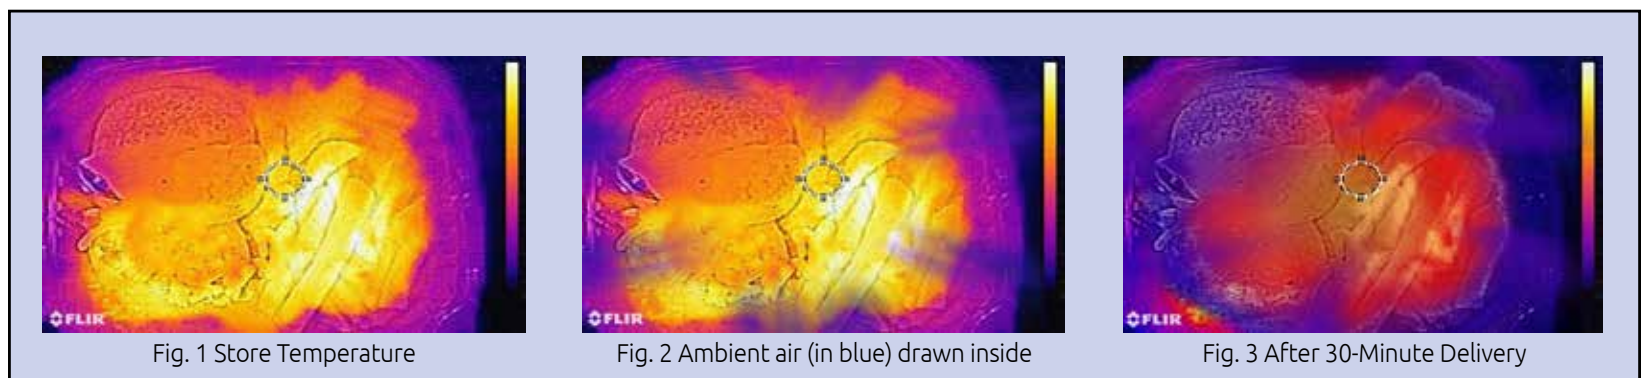 FLIR
FLIR
FLIR
Fig. 1 Store Temperature
Fig. 2 Ambient air (in blue) drawn inside
Fig. 3 After 30-Minute Delivery